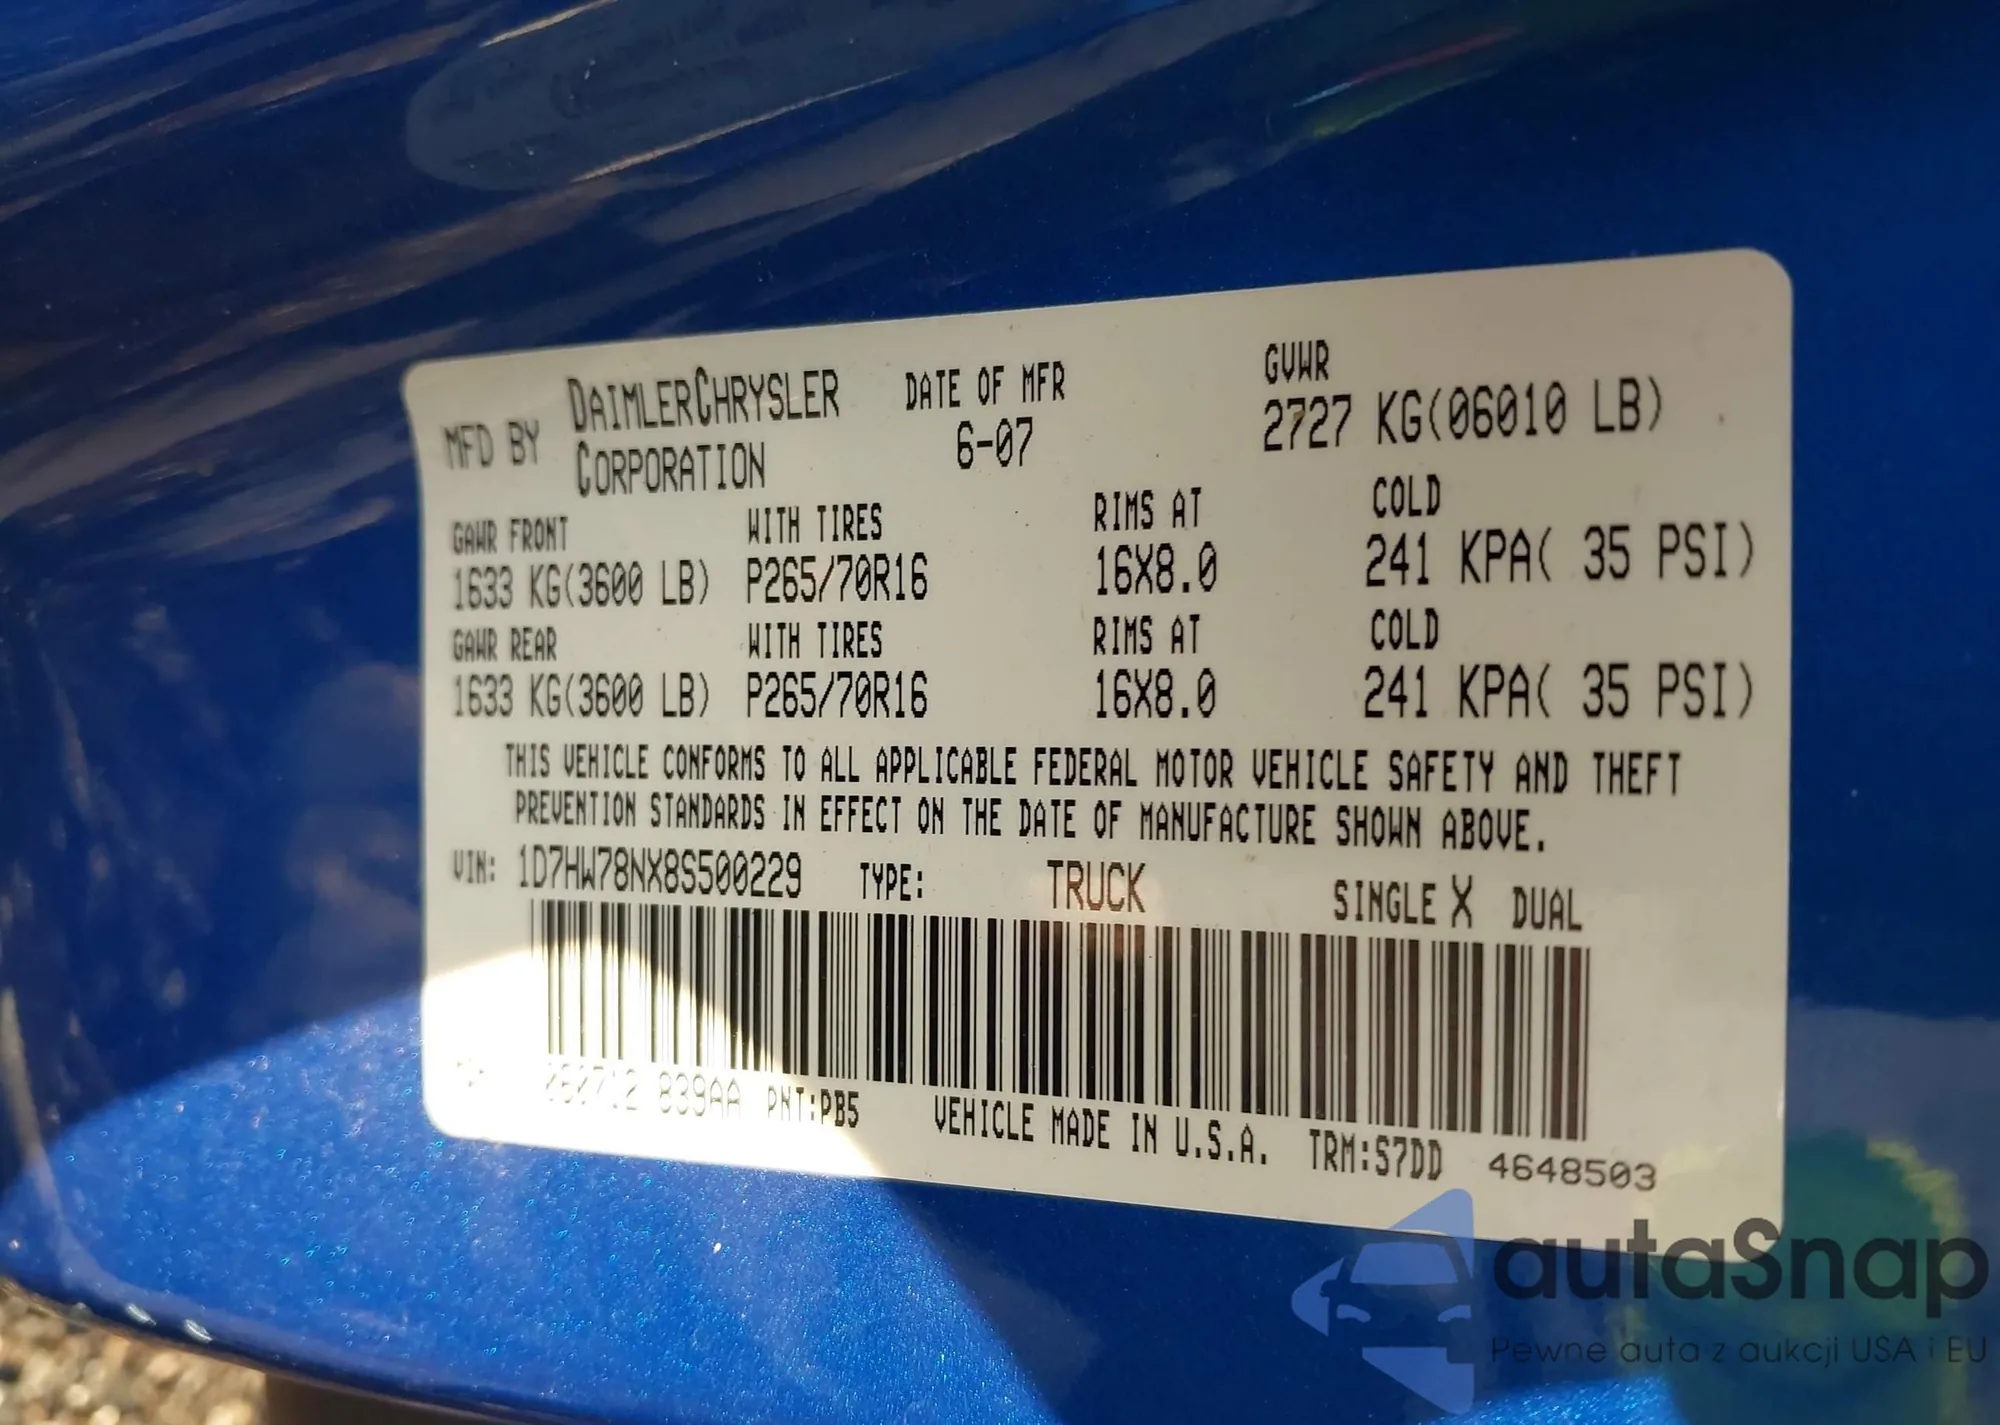 MFD BY DAIMLERCHRYSLER CORPORATION DATE OF MFR 6-07 GVWR 2727 KG(06010 LB)
GAWR FRONT WITH TIRES RIMS AT COLD
1633 KG(3600 LB) P265/70R16 16X8.0 241 KPA( 35 PSI)
GAWR REAR WITH TIRES RIMS AT COLD
1633 KG(3600 LB) P265/70R16 16X8.0 241 KPA( 35 PSI)
THIS VEHICLE CONFORMS TO ALL APPLICABLE FEDERAL MOTOR VEHICLE SAFETY AND THEFT
PREVENTION STANDARDS IN EFFECT ON THE DATE OF MANUFACTURE SHOWN ABOVE.
VIN: 1D7HW78NX8S500229 TYPE: TRUCK SINGLE X DUAL
060712 839AA PNT:PB5 VEHICLE MADE IN U.S.A. TRM:S7DD 4648503
autaSnap
Pewne auta z aukcji USA i EU